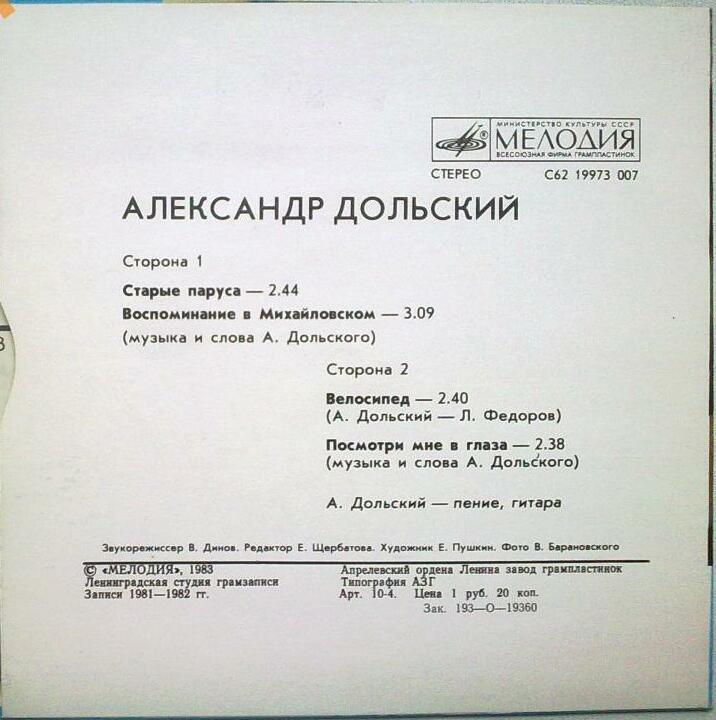 МИНИСТЕРСТВО КУЛЬТУРЫ СССР
® МЕЛОДИЯ
ВСЕСОЮЗНАЯ ФИРМА ГРАМПЛАСТИНОК
СТЕРЕО С62 19973 007
АЛЕКСАНДР ДОЛЬСКИЙ
Сторона 1
Старые паруса — 2.44
Воспоминание в Михайловском — 3.09
(музыка и слова А. Дольского)
Сторона 2
Велосипед — 2.40
(А. Дольский — Л. Федоров)
Посмотри мне в глаза — 2.38
(музыка и слова А. Дольского)
А. Дольский — пение, гитара
Звукорежиссер В. Динов. Редактор Е. Щербатова. Художник Е. Пушкин. Фото В. Барановского
© «МЕЛОДИЯ», 1983
Ленинградская студия грамзаписи
Записи 1981—1982 гг.
Апрелевский ордена Ленина завод грампластинок
Типография АЗГ
Арт. 10-4. Цена 1 руб. 20 коп.
Зак. 193—О—19360